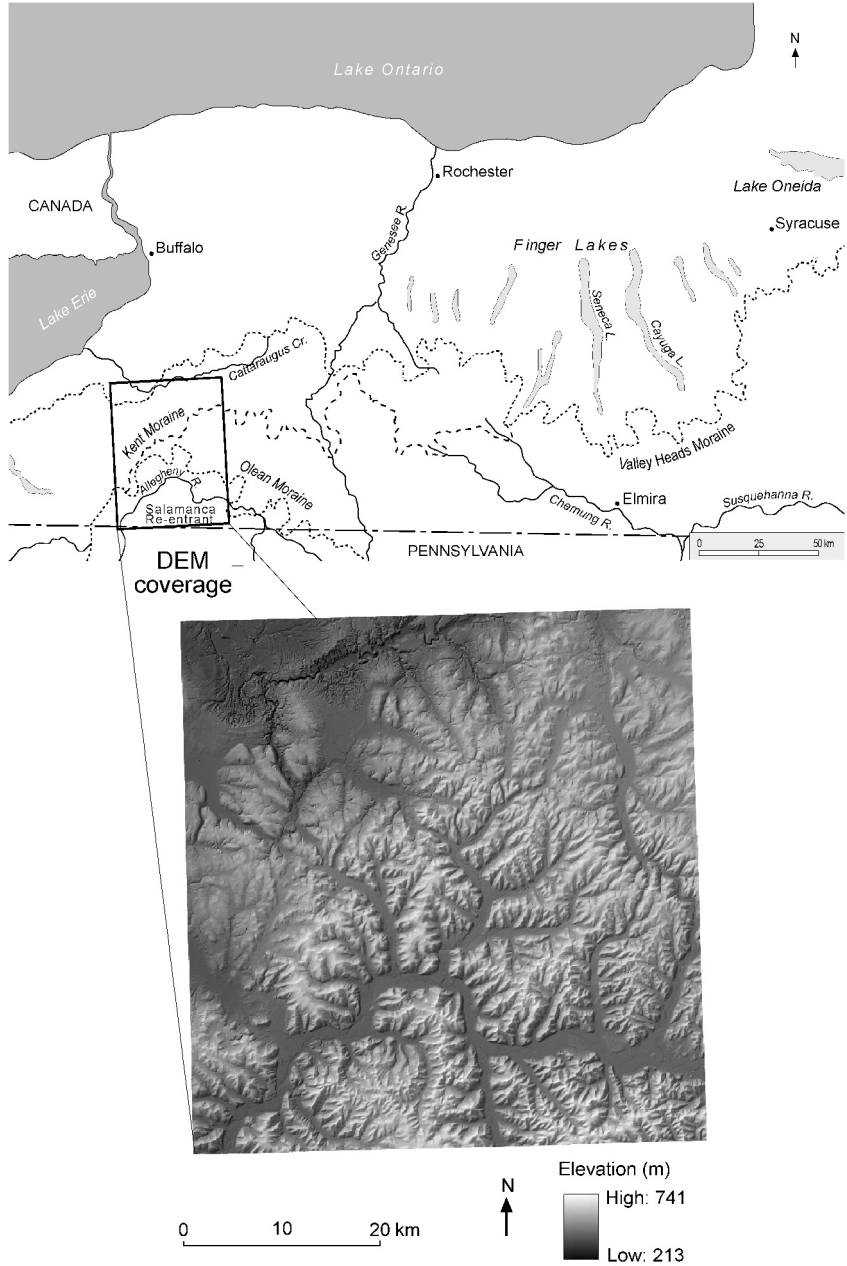 Lake Ontario
N
Rochester
Lake Oneida
CANADA
Genesee R.
Syracuse
Buffalo
Finger Lakes
Lake Erie
Seneca L.
Cayuga L.
Cattaraugus Cr.
Kent Moraine
Valley Heads Moraine
Allegheny R.
Olean Moraine
Salamanca
Re-entrant
Elmira
Chemung R.
Susquehanna R.
PENNSYLVANIA
0 25 50 km
DEM
coverage
Elevation (m)
N
High: 741
0 10 20 km
Low: 213